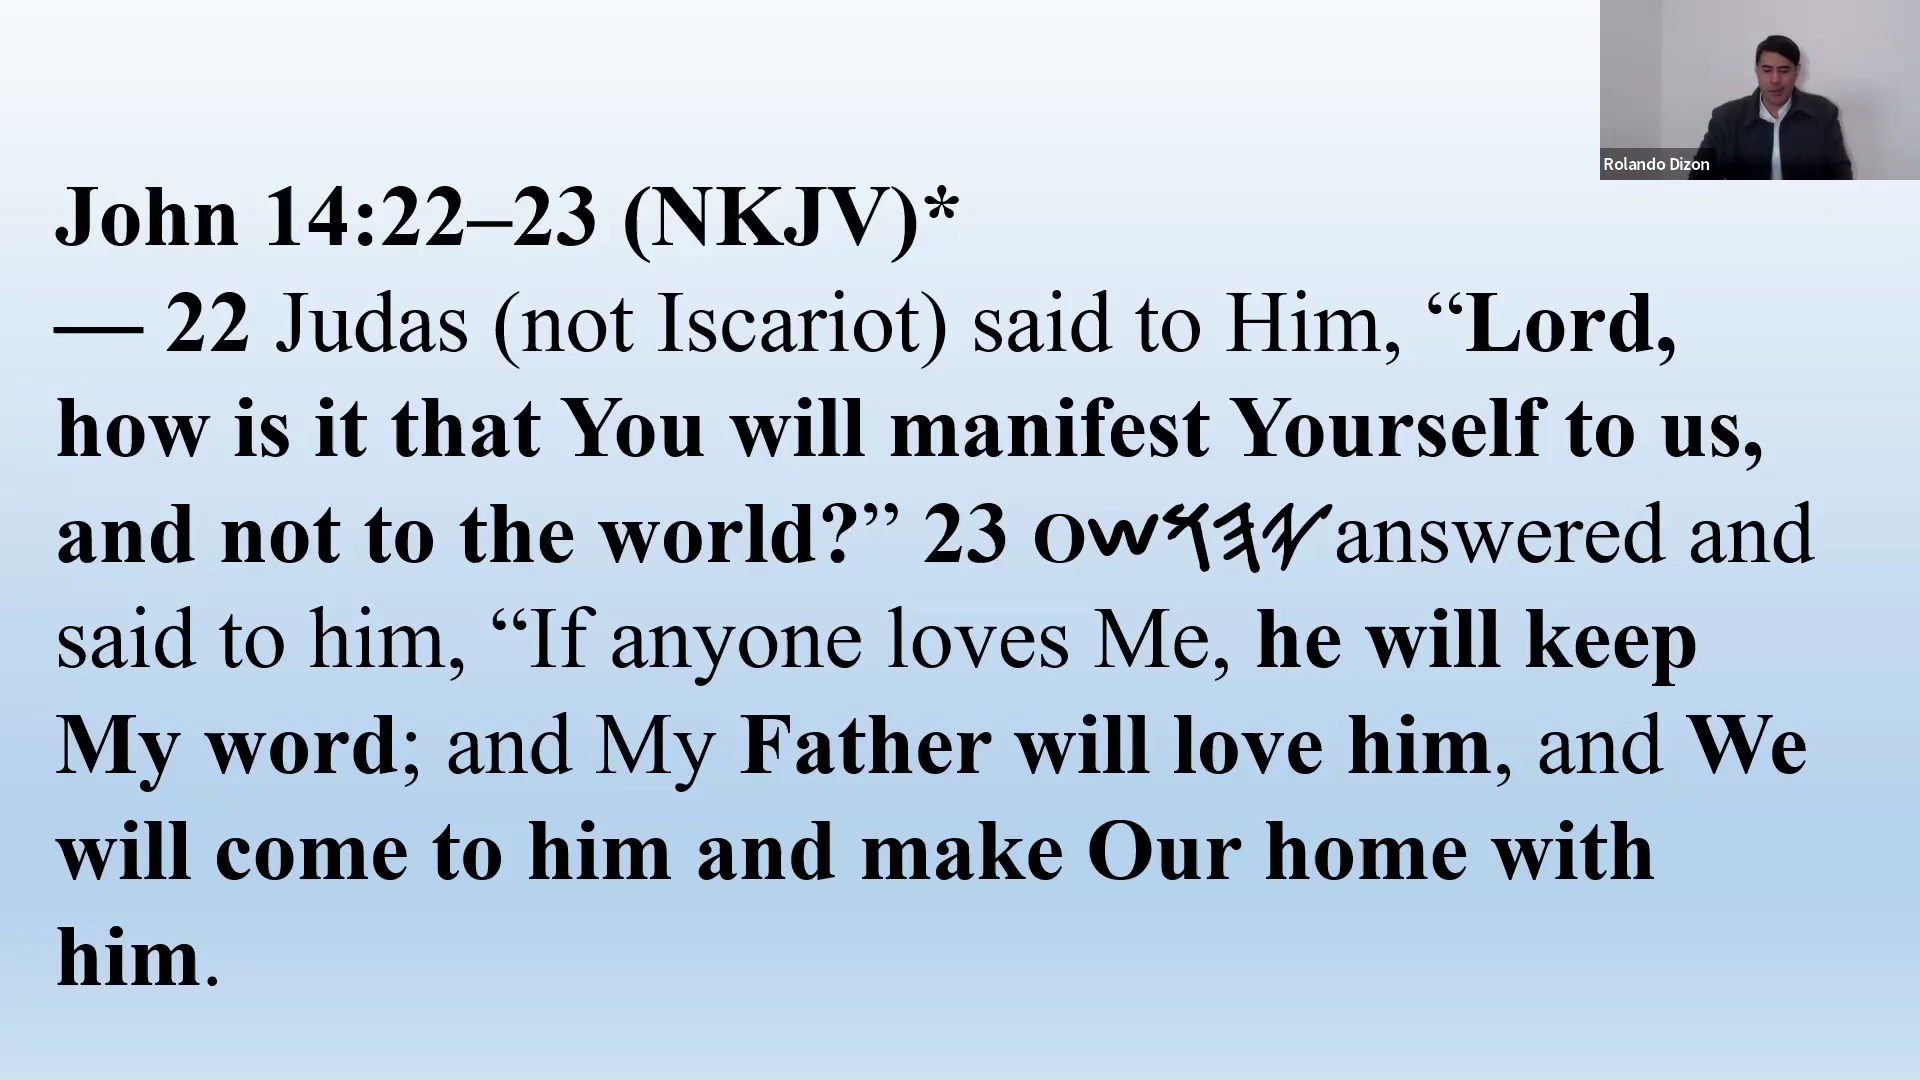 Rolando Dizon
John 14:22–23 (NKJV)*
— 22 Judas (not Iscariot) said to Him, “Lord,
how is it that You will manifest Yourself to us,
and not to the world?” 23 𐤉𐤄𐤅𐤔𐤏 answered and
said to him, “If anyone loves Me, he will keep
My word; and My Father will love him, and We
will come to him and make Our home with
him.